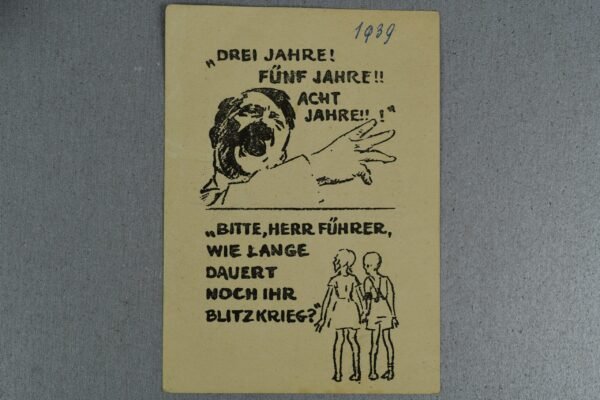 1939
„DREI JAHRE!
FÜNF JAHRE!!
ACHT
JAHRE!!!“
„BITTE, HERR FÜHRER,
WIE LANGE
DAUERT
NOCH IHR
BLITZKRIEG?“